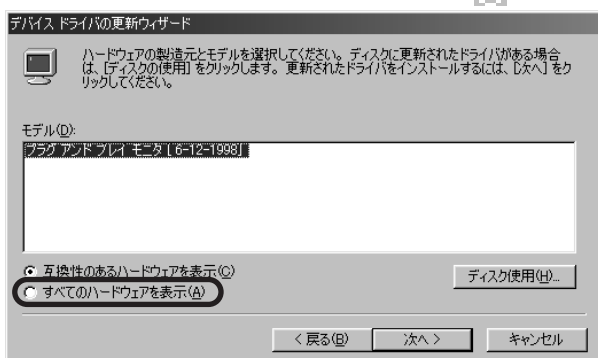 デバイス ドライバの更新ウィザード
ハードウェアの製造元とモデルを選択してください。ディスクに更新されたドライバがある場合
は、[ディスクの使用] をクリックします。更新されたドライバをインストールするには、[次へ] をク
リックしてください。
モデル(D):
プラグ アンド プレイ モニタ [ 6-12-1998]
互換性のあるハードウェアを表示(C)
すべてのハードウェアを表示(A)
ディスク使用(H)...
< 戻る(B)
次へ >
キャンセル